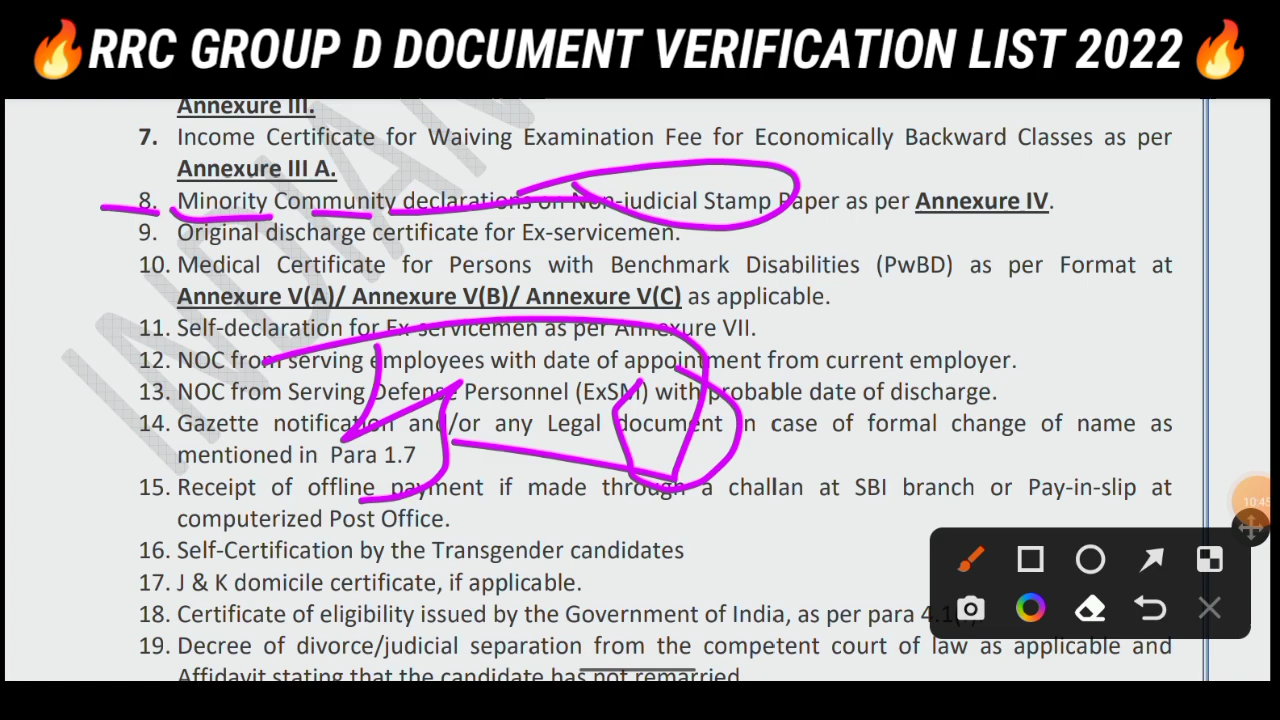 🔥RRC GROUP D DOCUMENT VERIFICATION LIST 2022🔥
Annexure III.
7. Income Certificate for Waiving Examination Fee for Economically Backward Classes as per
Annexure III A.
8. Minority Community declarations on Non-judicial Stamp Paper as per Annexure IV.
9. Original discharge certificate for Ex-servicemen.
10. Medical Certificate for Persons with Benchmark Disabilities (PwBD) as per Format at
Annexure V(A)/ Annexure V(B)/ Annexure V(C) as applicable.
11. Self-declaration for Ex-servicemen as per Annexure VII.
12. NOC from serving employees with date of appointment from current employer.
13. NOC from Serving Defense Personnel (ExSM) with probable date of discharge.
14. Gazette notification and/or any Legal document in case of formal change of name as
mentioned in Para 1.7
15. Receipt of offline payment if made through a challan at SBI branch or Pay-in-slip at
computerized Post Office.
16. Self-Certification by the Transgender candidates
17. J & K domicile certificate, if applicable.
18. Certificate of eligibility issued by the Government of India, as per para
19. Decree of divorce/judicial separation from the competent court of law as applicable and
Affidavit stating that the candidate has not remarried
INDIAN